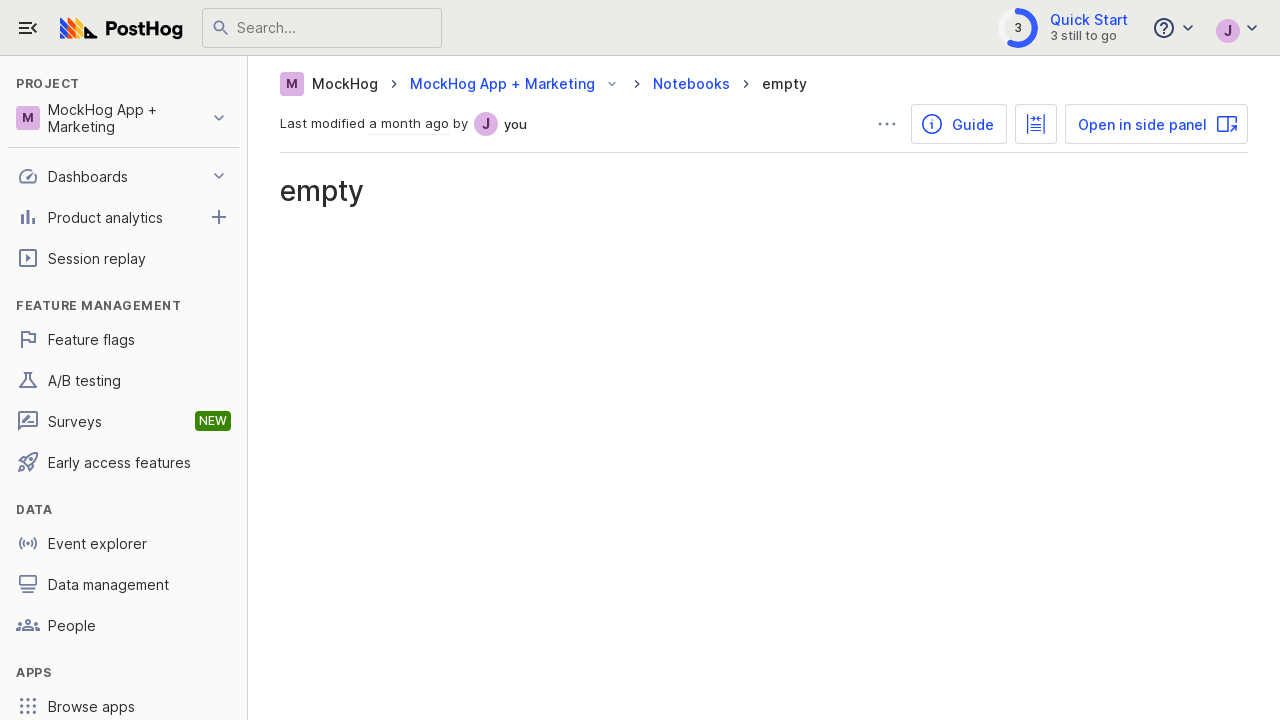 PostHog
Search...
3
Quick Start
3 still to go
J
PROJECT
M
MockHog App +
Marketing
Dashboards
Product analytics
Session replay
FEATURE MANAGEMENT
Feature flags
A/B testing
Surveys
NEW
Early access features
DATA
Event explorer
Data management
People
APPS
Browse apps
M MockHog MockHog App + Marketing Notebooks empty
Last modified a month ago by J you
Guide
Open in side panel
empty